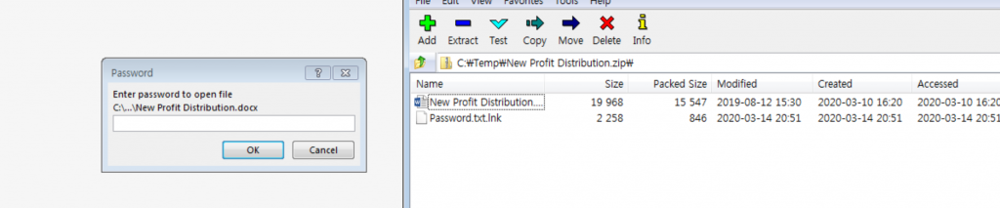 Password
Enter password to open file
C:\...\New Profit Distribution.docx
OK
Cancel
File Edit View Favorites Tools Help
Add Extract Test Copy Move Delete Info
C:₩Temp₩New Profit Distribution.zip₩
Name Size Packed Size Modified Created Accessed
New Profit Distribution.... 19 968 15 547 2019-08-12 15:30 2020-03-10 16:20 2020-03-10 16:20
Password.txt.lnk 2 258 846 2020-03-14 20:51 2020-03-14 20:51 2020-03-14 20:51